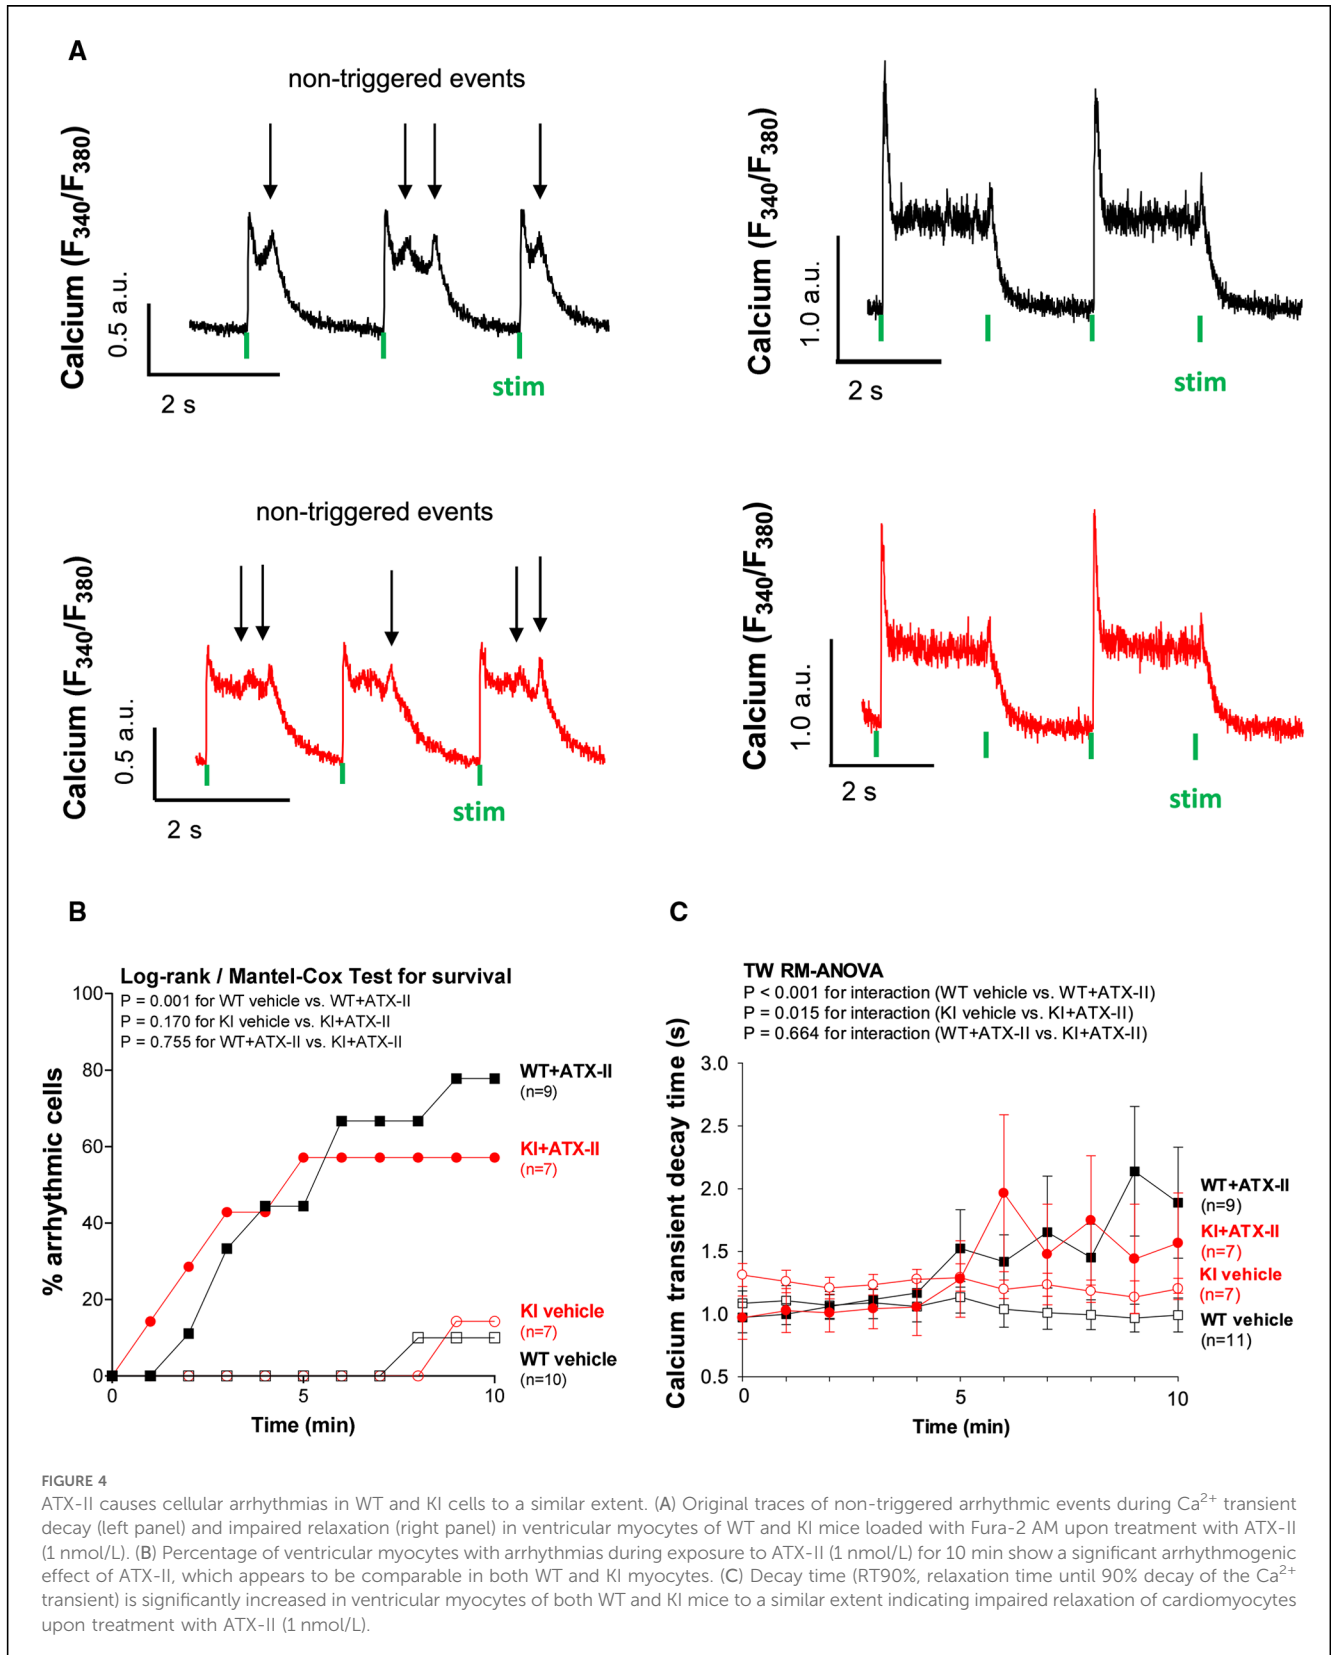 A
non-triggered events
Calcium (F340/F380)
0.5 a.u.
2 s
stim
Calcium (F340/F380)
1.0 a.u.
2 s
stim
non-triggered events
Calcium (F340/F380)
0.5 a.u.
2 s
stim
Calcium (F340/F380)
1.0 a.u.
2 s
stim
B
Log-rank / Mantel-Cox Test for survival
P = 0.001 for WT vehicle vs. WT+ATX-II
P = 0.170 for KI vehicle vs. KI+ATX-II
P = 0.755 for WT+ATX-II vs. KI+ATX-II
% arrhythmic cells
100
80
60
40
20
0
0 5 10
Time (min)
WT+ATX-II
(n=9)
KI+ATX-II
(n=7)
KI vehicle
(n=7)
WT vehicle
(n=10)
C
TW RM-ANOVA
P < 0.001 for interaction (WT vehicle vs. WT+ATX-II)
P = 0.015 for interaction (KI vehicle vs. KI+ATX-II)
P = 0.664 for interaction (WT+ATX-II vs. KI+ATX-II)
Calcium transient decay time (s)
3.0
2.5
2.0
1.5
1.0
0.5
0 5 10
Time (min)
WT+ATX-II
(n=9)
KI+ATX-II
(n=7)
KI vehicle
(n=7)
WT vehicle
(n=11)
FIGURE 4
ATX-II causes cellular arrhythmias in WT and KI cells to a similar extent. (A) Original traces of non-triggered arrhythmic events during Ca2+ transient
decay (left panel) and impaired relaxation (right panel) in ventricular myocytes of WT and KI mice loaded with Fura-2 AM upon treatment with ATX-II
(1 nmol/L). (B) Percentage of ventricular myocytes with arrhythmias during exposure to ATX-II (1 nmol/L) for 10 min show a significant arrhythmogenic
effect of ATX-II, which appears to be comparable in both WT and KI myocytes. (C) Decay time (RT90%, relaxation time until 90% decay of the Ca2+
transient) is significantly increased in ventricular myocytes of both WT and KI mice to a similar extent indicating impaired relaxation of cardiomyocytes
upon treatment with ATX-II (1 nmol/L).